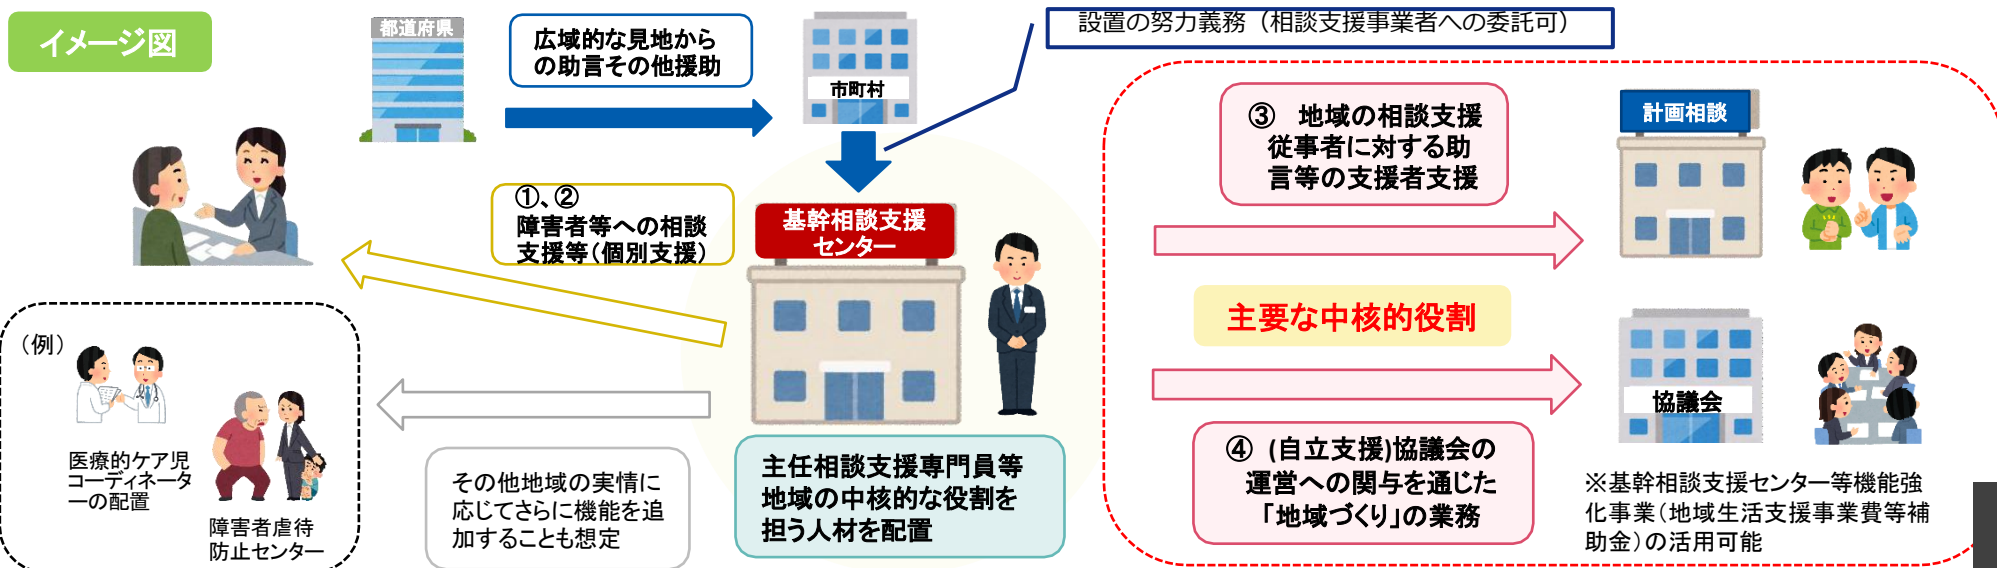 イメージ図
都道府県
広域的な見地から
の助言その他援助
市町村
設置の努力義務（相談支援事業者への委託可）
①、②
障害者等への相談
支援等（個別支援）
基幹相談支援
センター
主任相談支援専門員等
地域の中核的な役割を
担う人材を配置
（例）
医療的ケア児
コーディネータ
ーの配置
障害者虐待
防止センター
その他地域の実情に
応じてさらに機能を追
加することも想定
③　地域の相談支援
従事者に対する助
言等の支援者支援
計画相談
主要な中核的役割
協議会
④ (自立支援)協議会の
運営への関与を通じた
「地域づくり」の業務
※基幹相談支援センター等機能強
化事業（地域生活支援事業費等補
助金）の活用可能